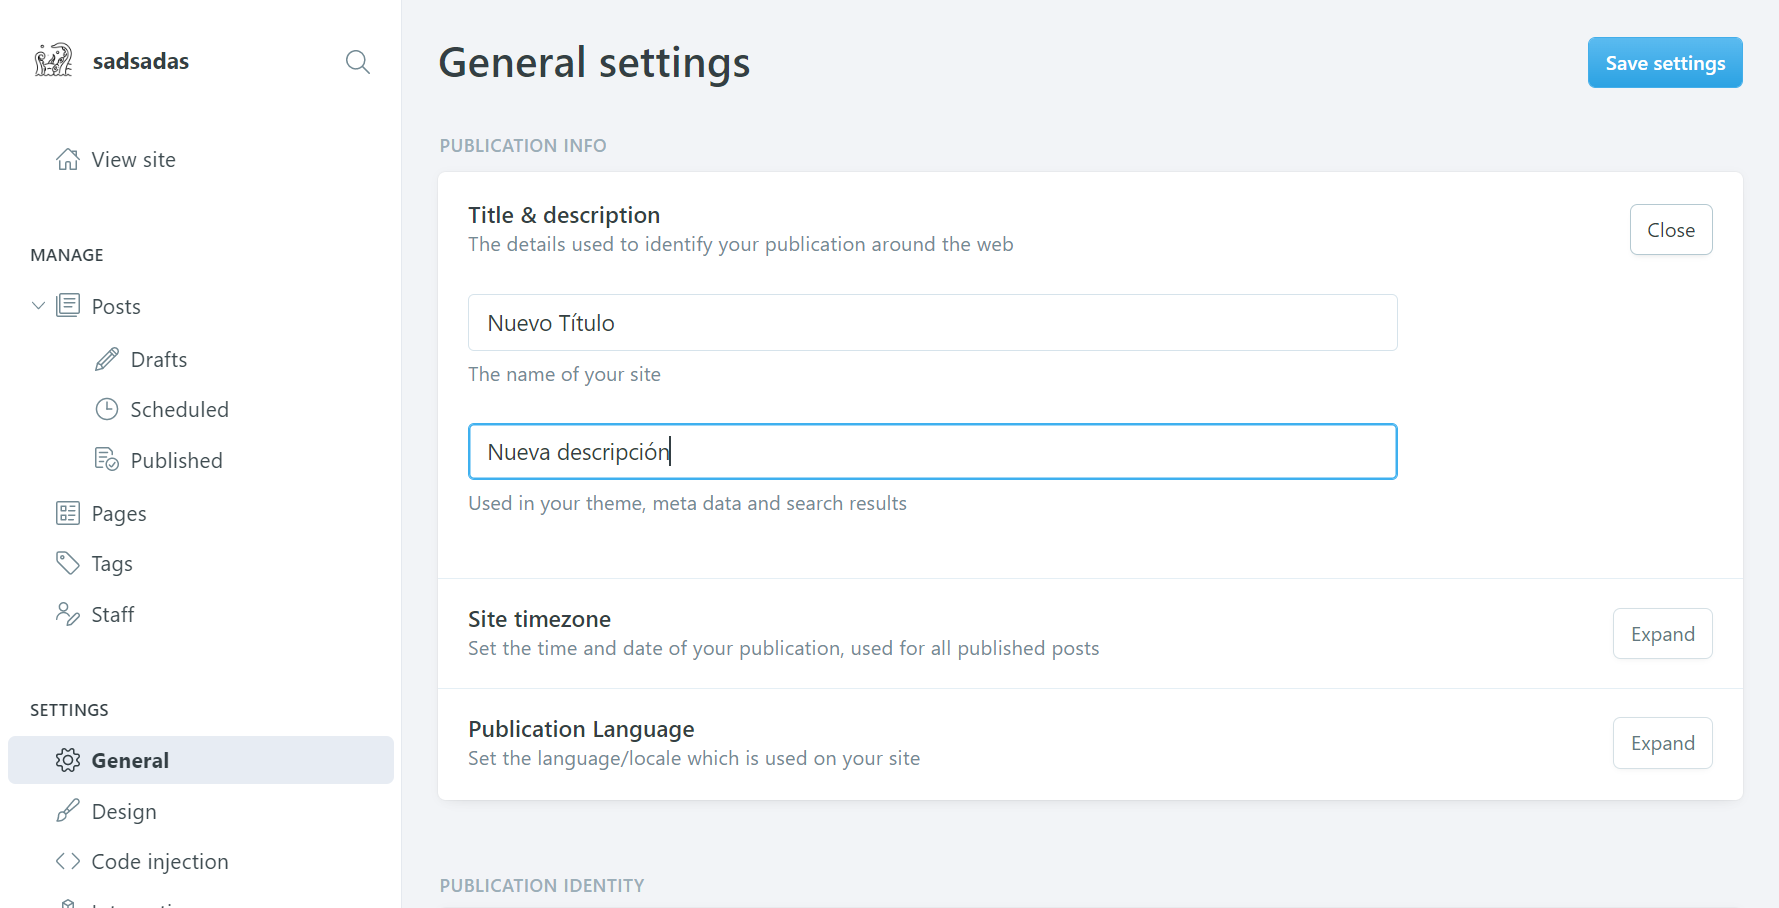 sadsadas
View site
MANAGE
Posts
Drafts
Scheduled
Published
Pages
Tags
Staff
SETTINGS
General
Design
Code injection
General settings
Save settings
PUBLICATION INFO
Title & description
The details used to identify your publication around the web
Close
Nuevo Título
The name of your site
Nueva descripción
Used in your theme, meta data and search results
Site timezone
Set the time and date of your publication, used for all published posts
Expand
Publication Language
Set the language/locale which is used on your site
Expand
PUBLICATION IDENTITY